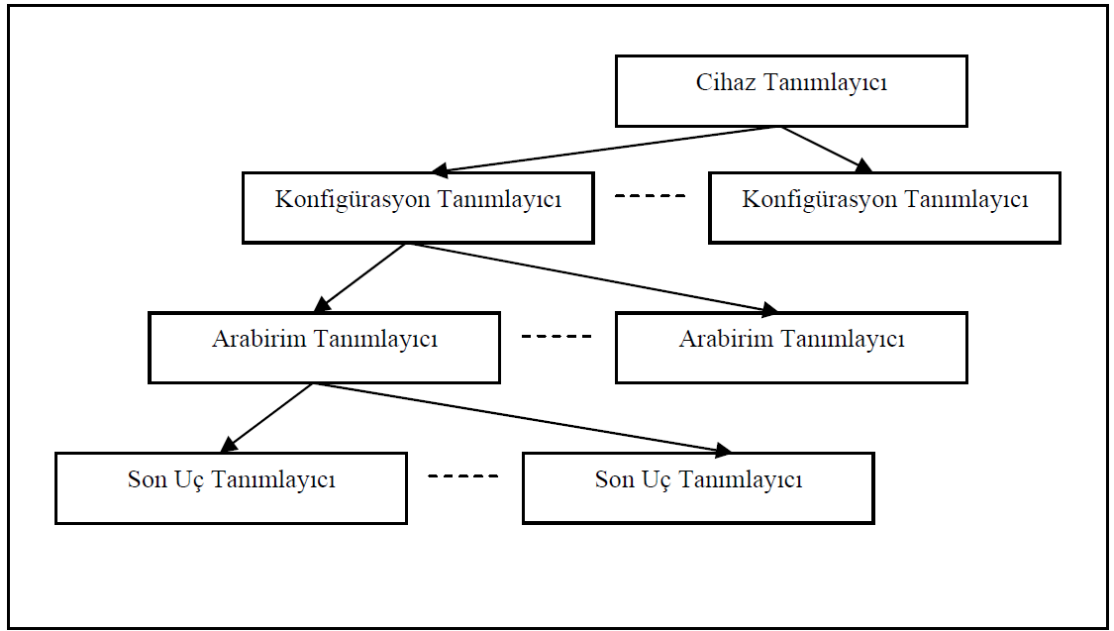 Cihaz Tanımlayıcı
Konfigürasyon Tanımlayıcı
Konfigürasyon Tanımlayıcı
Arabirim Tanımlayıcı
Arabirim Tanımlayıcı
Son Uç Tanımlayıcı
Son Uç Tanımlayıcı